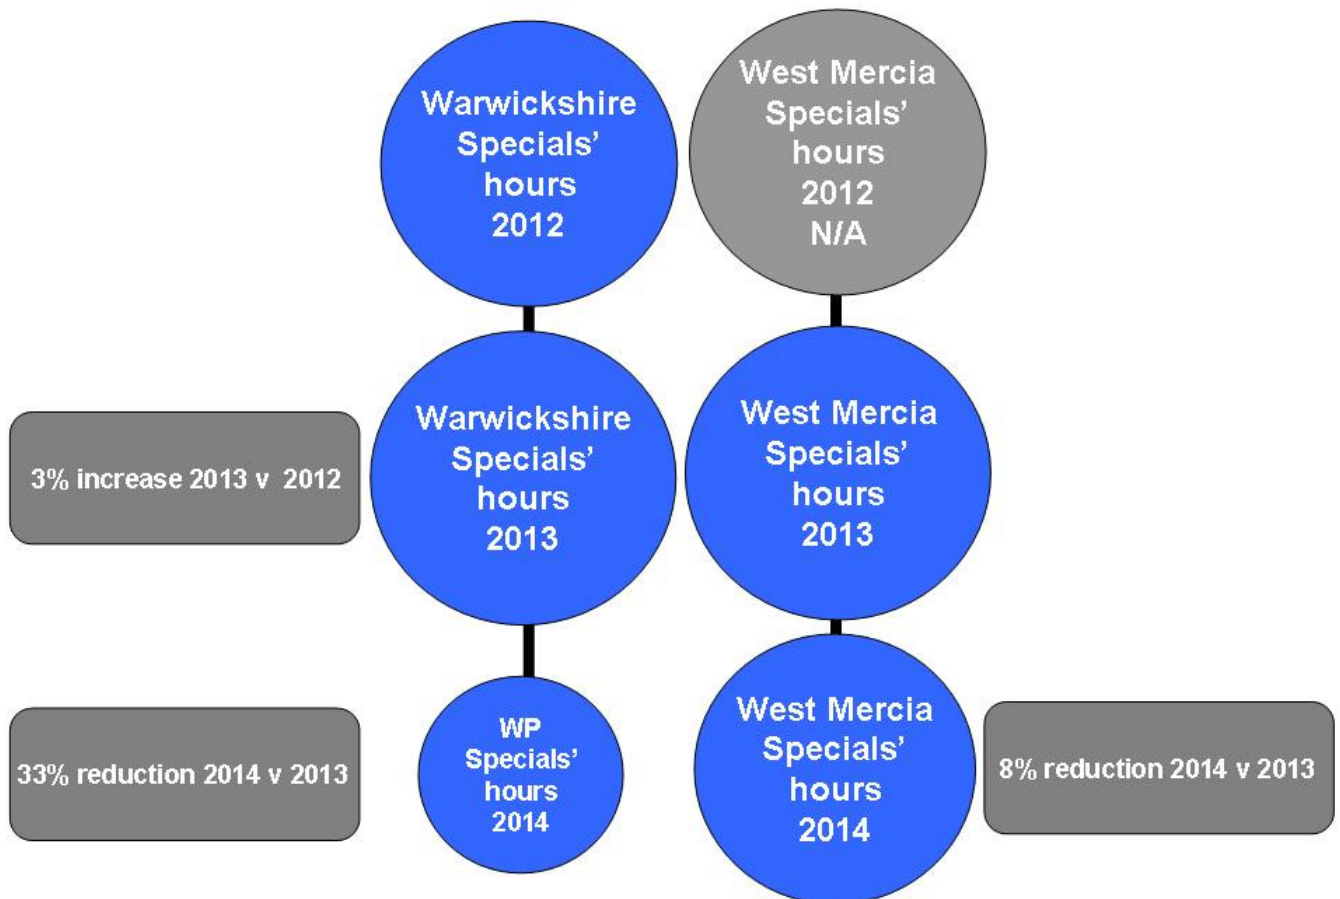 Warwickshire
Specials’
hours
2012
West Mercia
Specials’
hours
2012
N/A
3% increase 2013 v  2012
Warwickshire
Specials’
hours
2013
West Mercia
Specials’
hours
2013
33% reduction 2014 v 2013
WP
Specials’
hours
2014
West Mercia
Specials’
hours
2014
8% reduction 2014 v 2013